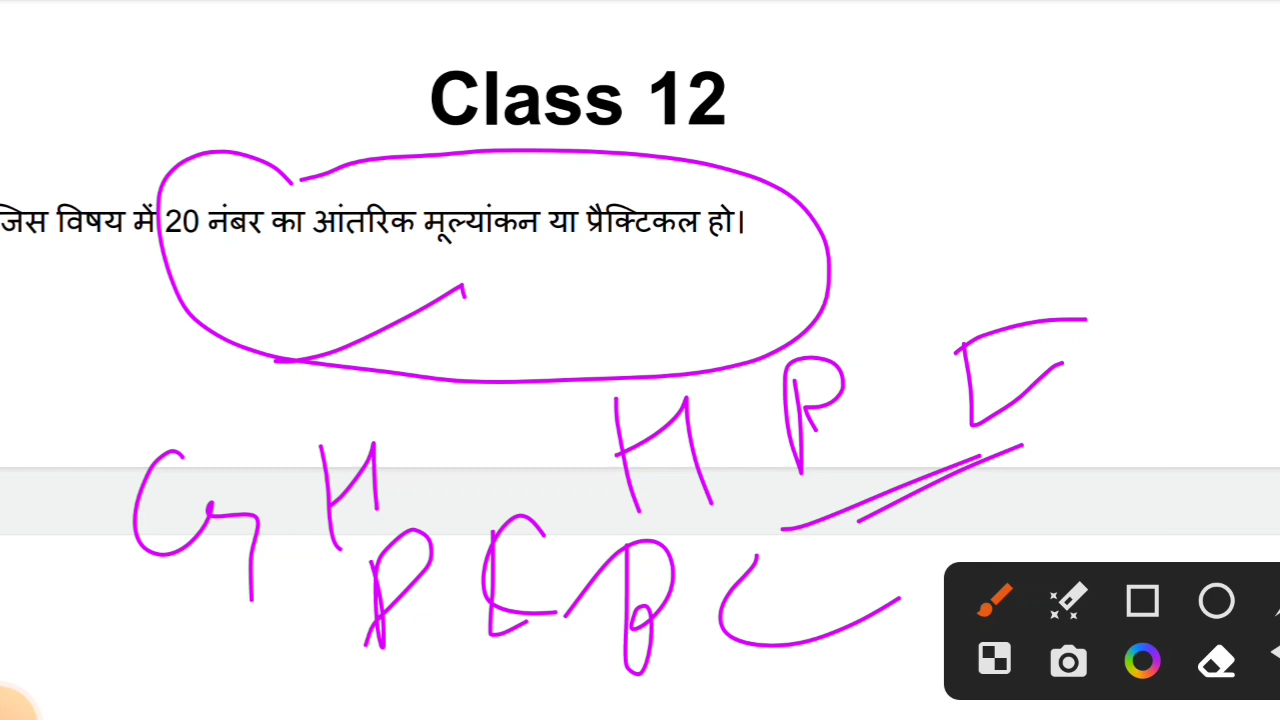 Class 12
जिस विषय में 20 नंबर का आंतरिक मूल्यांकन या प्रैक्टिकल हो।
H P E
G H
P E B C